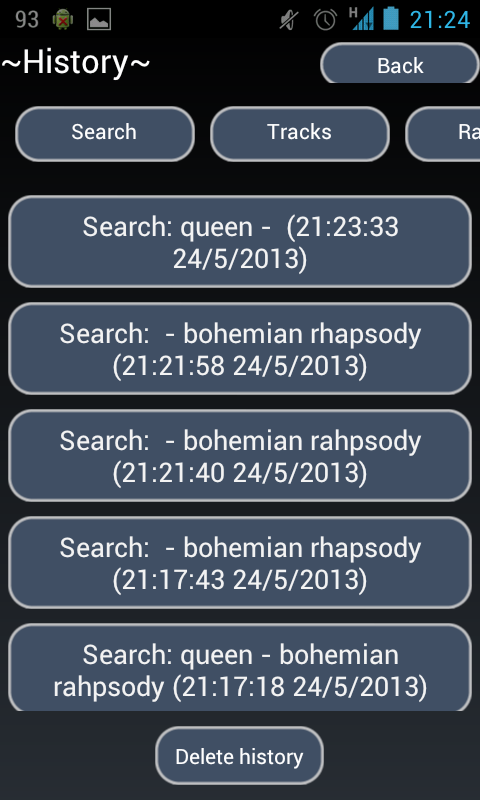 93
H
21:24
~History~
Back
Search
Tracks
Ra
Search: queen -  (21:23:33
24/5/2013)
Search:  - bohemian rhapsody
(21:21:58 24/5/2013)
Search:  - bohemian rahpsody
(21:21:40 24/5/2013)
Search:  - bohemian rhapsody
(21:17:43 24/5/2013)
Search: queen - bohemian
rahpsody (21:17:18 24/5/2013)
Delete history